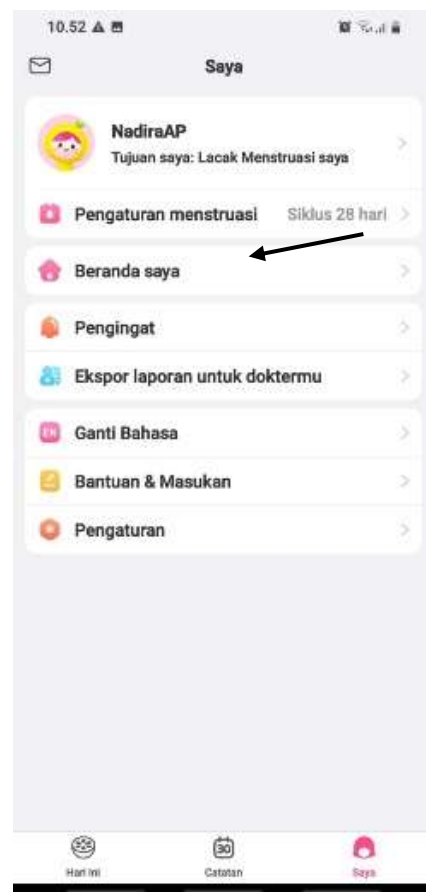 10.52
Saya
NadiraAP
Tujuan saya: Lacak Menstruasi saya
Pengaturan menstruasi Siklus 28 hari
Beranda saya
Pengingat
Ekspor laporan untuk doktermu
EN Ganti Bahasa
Bantuan & Masukan
Pengaturan
30
Hari Ini Catatan Saya